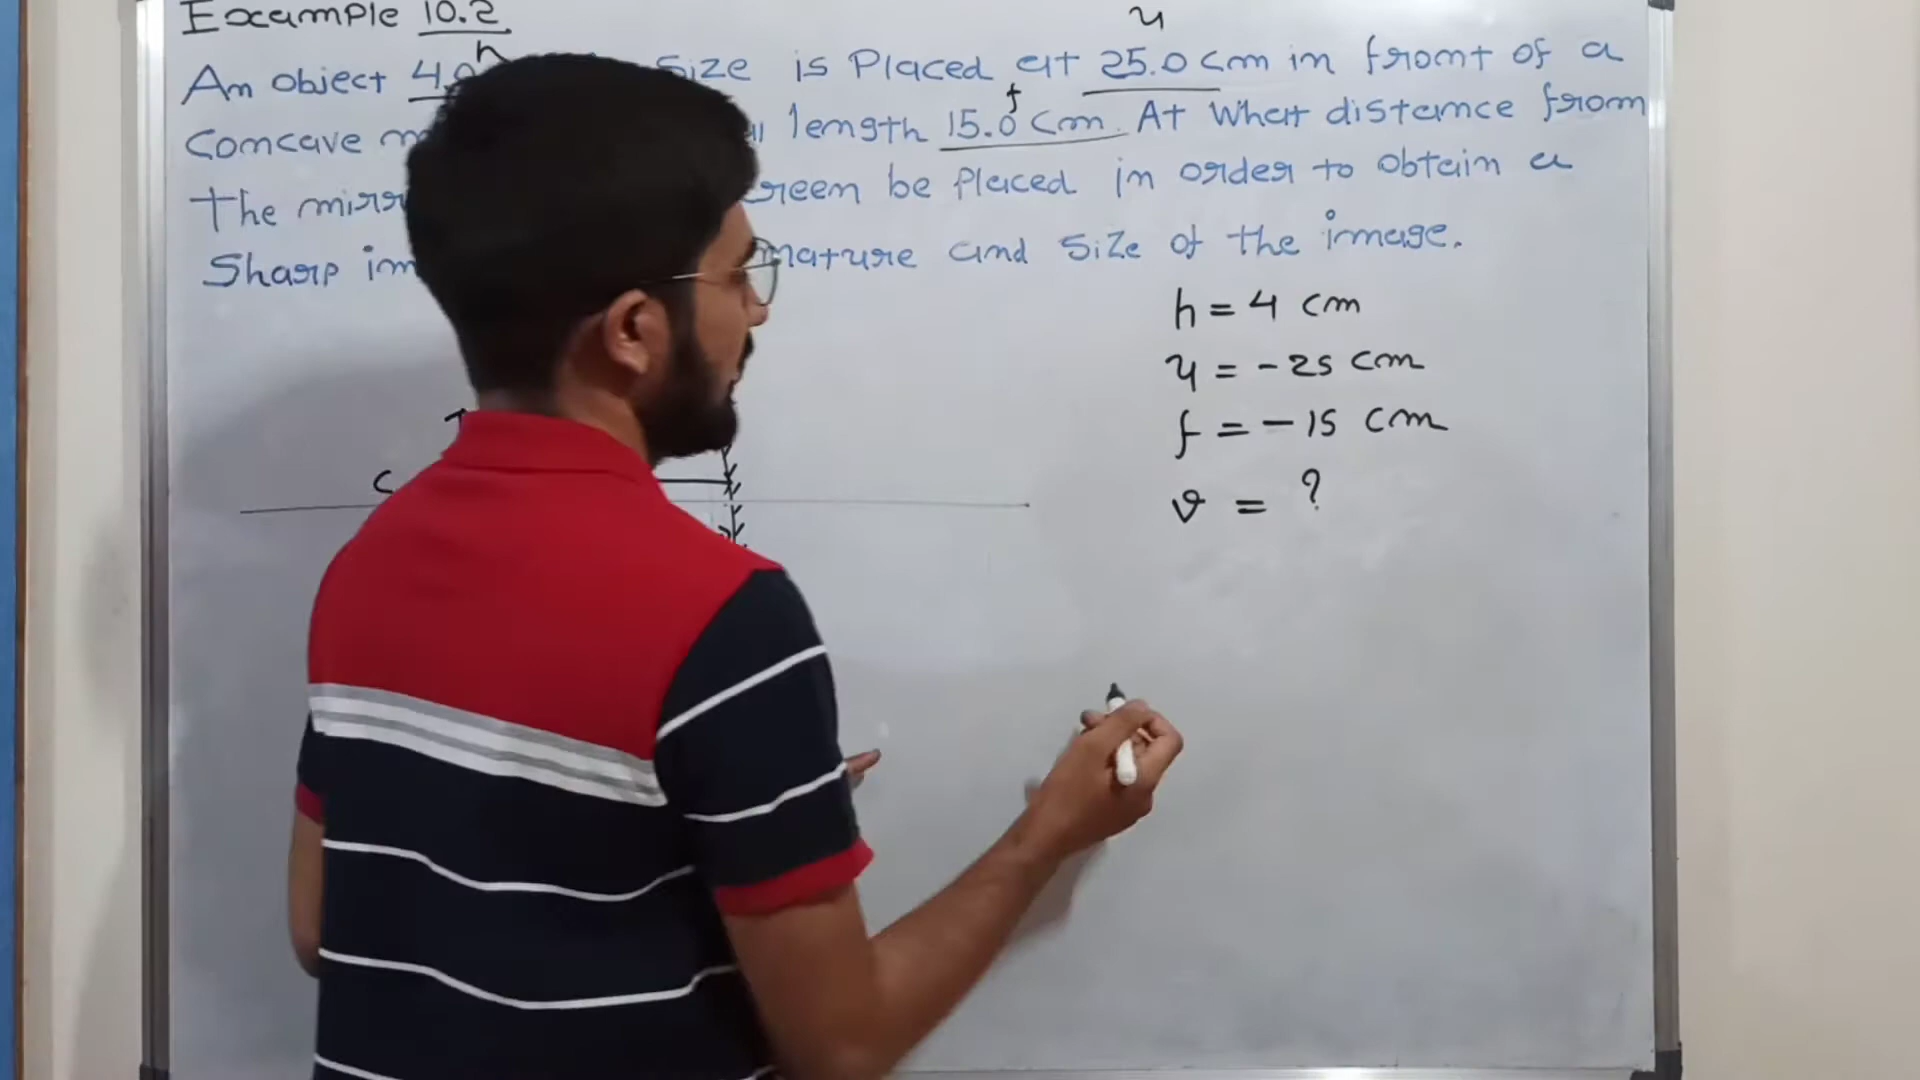 Example 10.2
u
h
An object 4.0 size is Placed at 25.0 cm in front of a
f
Concave length 15.0 cm. At What distance from
The be Placed in order to obtain a
Sharp nature and size of the image.
h = 4 cm
u = -25 cm
f = -15 cm
v = ?
C